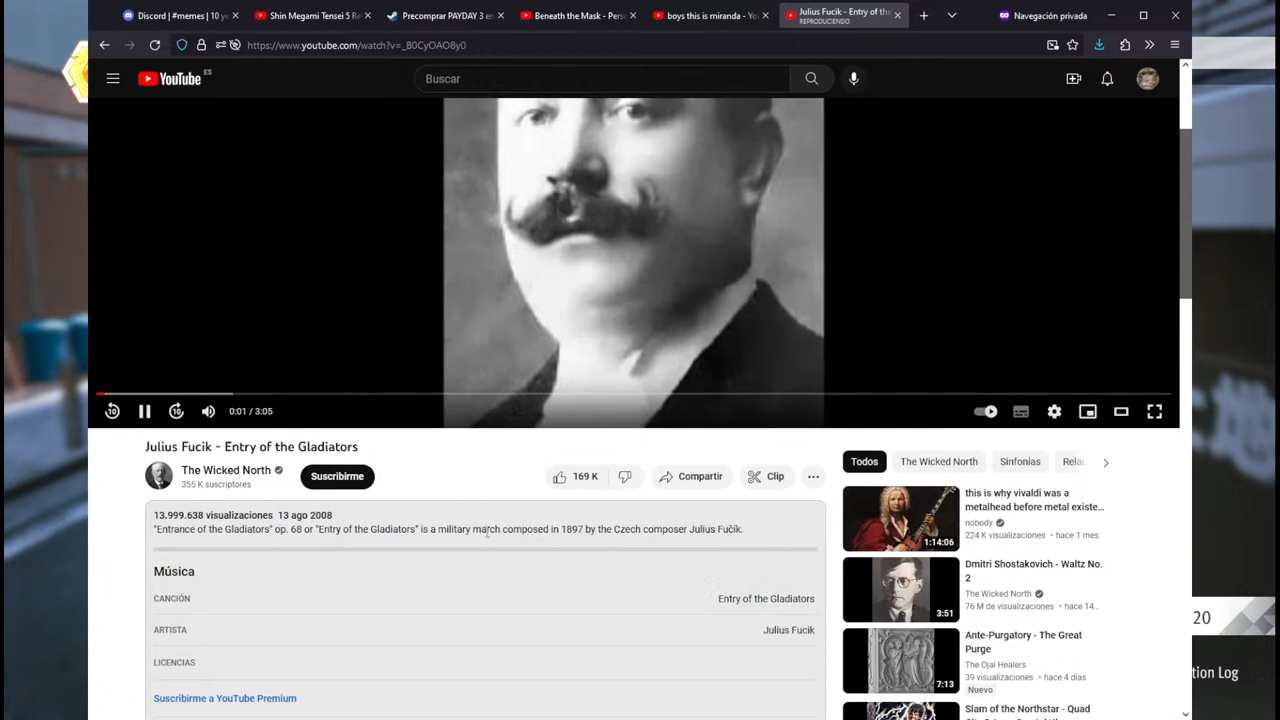 Discord | #memes | 10 ye
Shin Megami Tensei 5 R
Precomprar PAYDAY 3 en
Beneath the Mask - Pers
boys this is miranda - Yo
Julius Fucik - Entry of the
REPRODUCIENDO
Navegación privada
https://www.youtube.com/watch?v=_B0CyOAO8y0
YouTube ES
Buscar
10
10
0:01 / 3:05
Julius Fucik - Entry of the Gladiators
The Wicked North
355 K suscriptores
Suscribirme
169 K
Compartir
Clip
13.999.638 visualizaciones 13 ago 2008
"Entrance of the Gladiators" op. 68 or "Entry of the Gladiators" is a military march composed in 1897 by the Czech composer Julius Fučík.
Música
CANCIÓN
Entry of the Gladiators
ARTISTA
Julius Fucik
LICENCIAS
Suscribirme a YouTube Premium
Todos
The Wicked North
Sinfonías
Relac
this is why vivaldi was a
metalhead before metal existe...
nobody
224 K visualizaciones • hace 1 mes
1:14:06
Dmitri Shostakovich - Waltz No.
2
The Wicked North
76 M de visualizaciones • hace 14...
3:51
Ante-Purgatory - The Great
Purge
The Ojai Healers
39 visualizaciones • hace 4 días
Nuevo
7:13
Slam of the Northstar - Quad
20
tion Log